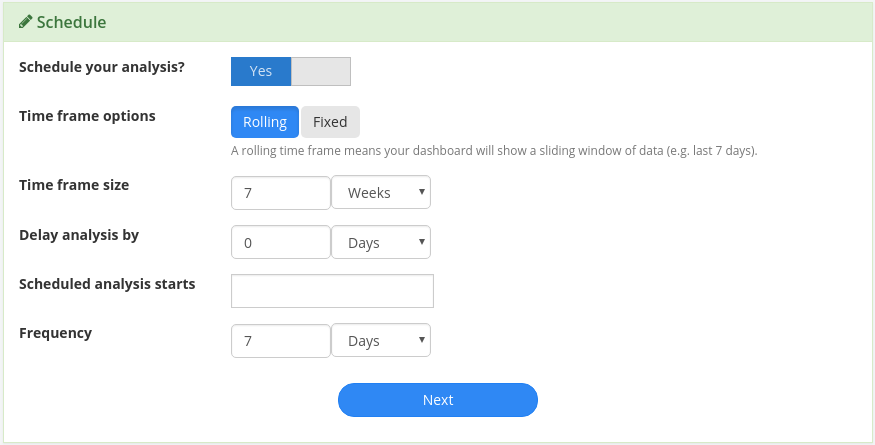 Schedule
Schedule your analysis? Yes
Time frame options Rolling Fixed
A rolling time frame means your dashboard will show a sliding window of data (e.g. last 7 days).
Time frame size 7 Weeks
Delay analysis by 0 Days
Scheduled analysis starts
Frequency 7 Days
Next